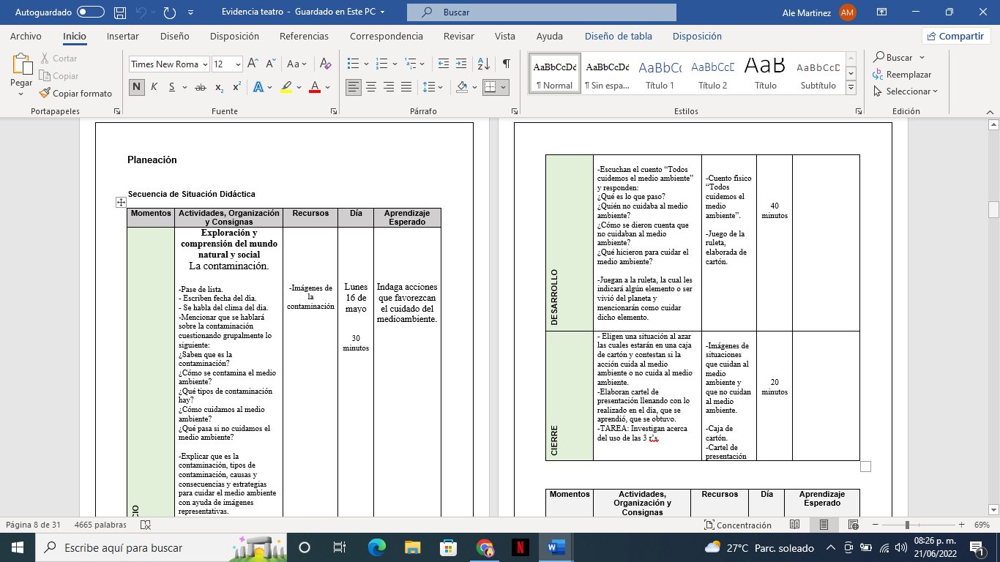 Autoguardado
Evidencia teatro - Guardado en Este PC
Buscar
Ale Martinez
AM
Archivo
Inicio
Insertar
Diseño
Disposición
Referencias
Correspondencia
Revisar
Vista
Ayuda
Diseño de tabla
Disposición
Compartir
Pegar
Cortar
Copiar
Copiar formato
Portapapeles
Times New Roma
12
Fuente
Párrafo
AaBbCcDd
¶ Normal
AaBbCcDd
¶ Sin espa...
AaBbCc
Título 1
AaBbCcD
Título 2
AaB
Título
AaBbCcD
Subtítulo
Estilos
Buscar
Reemplazar
Seleccionar
Edición
Planeación
Secuencia de Situación Didáctica
Momentos
Actividades, Organización
y Consignas
Recursos
Día
Aprendizaje
Esperado
Exploración y
comprensión del mundo
natural y social
La contaminación.
-Pase de lista.
- Escriben fecha del día.
- Se habla del clima del día.
-Mencionar que se hablará
sobre la contaminación
cuestionando grupalmente lo
siguiente:
¿Saben que es la
contaminación?
¿Cómo se contamina el medio
ambiente?
¿Qué tipos de contaminación
hay?
¿Cómo cuidamos al medio
ambiente?
¿Qué pasa si no cuidamos el
medio ambiente?
-Explicar que es la
contaminación, tipos de
contaminación, causas y
consecuencias y estrategias
para cuidar el medio ambiente
con ayuda de imágenes
representativas.
-Imágenes de
la
contaminación
Lunes
16 de
mayo
30
minutos
Indaga acciones
que favorezcan
el cuidado del
medioambiente.
DESARROLLO
-Escuchan el cuento “Todos
cuidemos el medio ambiente”
y responden:
¿Qué es lo que paso?
¿Quién no cuidaba al medio
ambiente?
¿Cómo se dieron cuenta que
no cuidaban al medio
ambiente?
¿Qué hicieron para cuidar el
medio ambiente?
-Juegan a la ruleta, la cual les
indicará algún elemento o ser
vivió del planeta y
mencionarán como cuidar
dicho elemento.
-Cuento físico
“Todos
cuidemos el
medio
ambiente”.
-Juego de la
ruleta,
elaborada de
cartón.
40
minutos
CIERRE
- Eligen una situación al azar
las cuales estarán en una caja
de cartón y contestan si la
acción cuida al medio
ambiente o no cuida al medio
ambiente.
-Elaboran cartel de
presentación llenando con lo
realizado en el día, que se
aprendió, que se obtuvo.
-TAREA: Investigan acerca
del uso de las 3 r’s.
-Imágenes de
situaciones
que cuidan al
medio
ambiente y
que no cuidan
al medio
ambiente.
-Caja de
cartón.
-Cartel de
presentación
20
minutos
Momentos
Actividades,
Organización y
Consignas
Recursos
Día
Aprendizaje
Esperado
Página 8 de 31
4665 palabras
Concentración
69%
Escribe aquí para buscar
27°C Parc. soleado
08:26 p. m.
21/06/2022
1